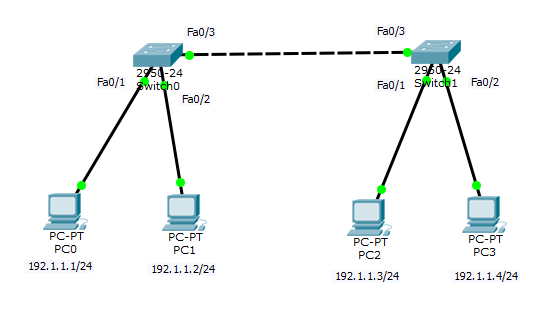 Fa0/3
Fa0/3
2950-24
Switch0
2950-24
Switch1
Fa0/1
Fa0/2
Fa0/1
Fa0/2
PC-PT
PC0
PC-PT
PC1
PC-PT
PC2
PC-PT
PC3
192.1.1.1/24
192.1.1.2/24
192.1.1.3/24
192.1.1.4/24